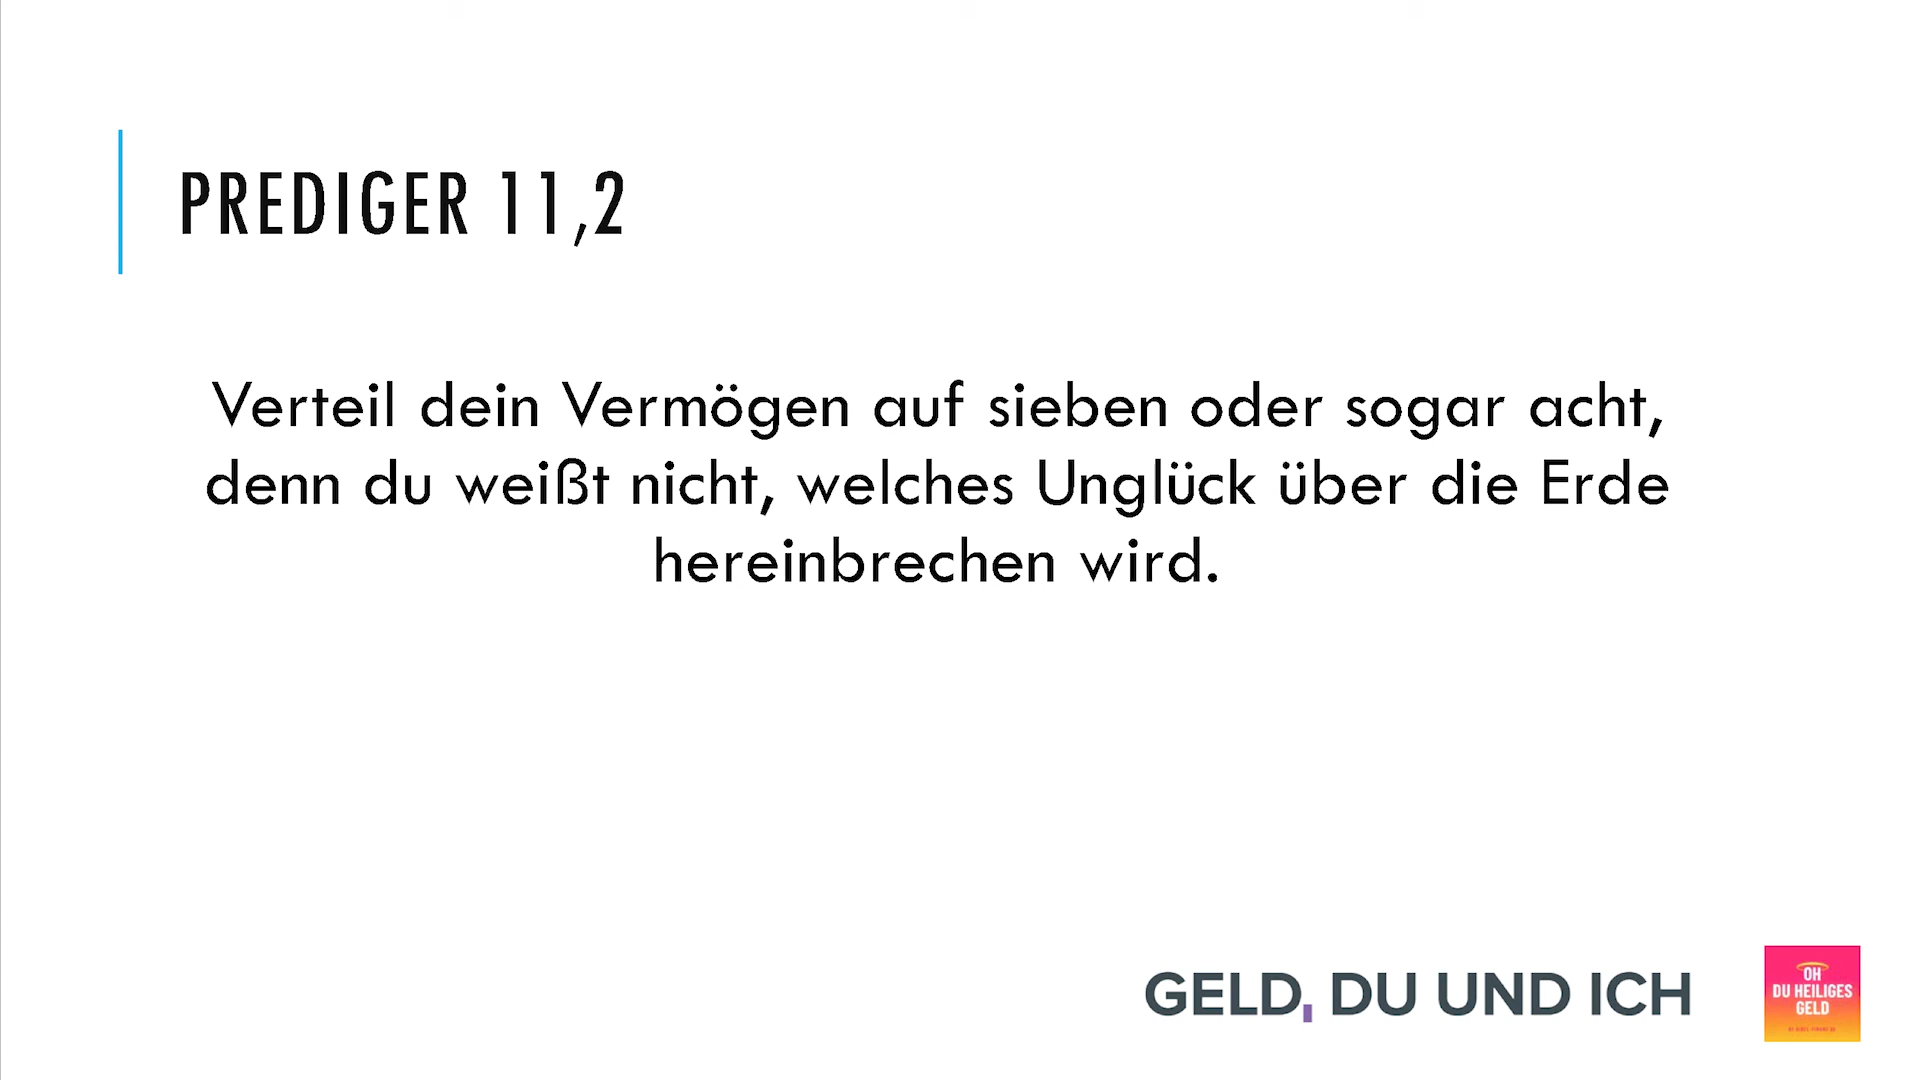 PREDIGER 11,2
Verteil dein Vermögen auf sieben oder sogar acht,
denn du weißt nicht, welches Unglück über die Erde
hereinbrechen wird.
GELD, DU UND ICH
OH
DU HEILIGES
GELD